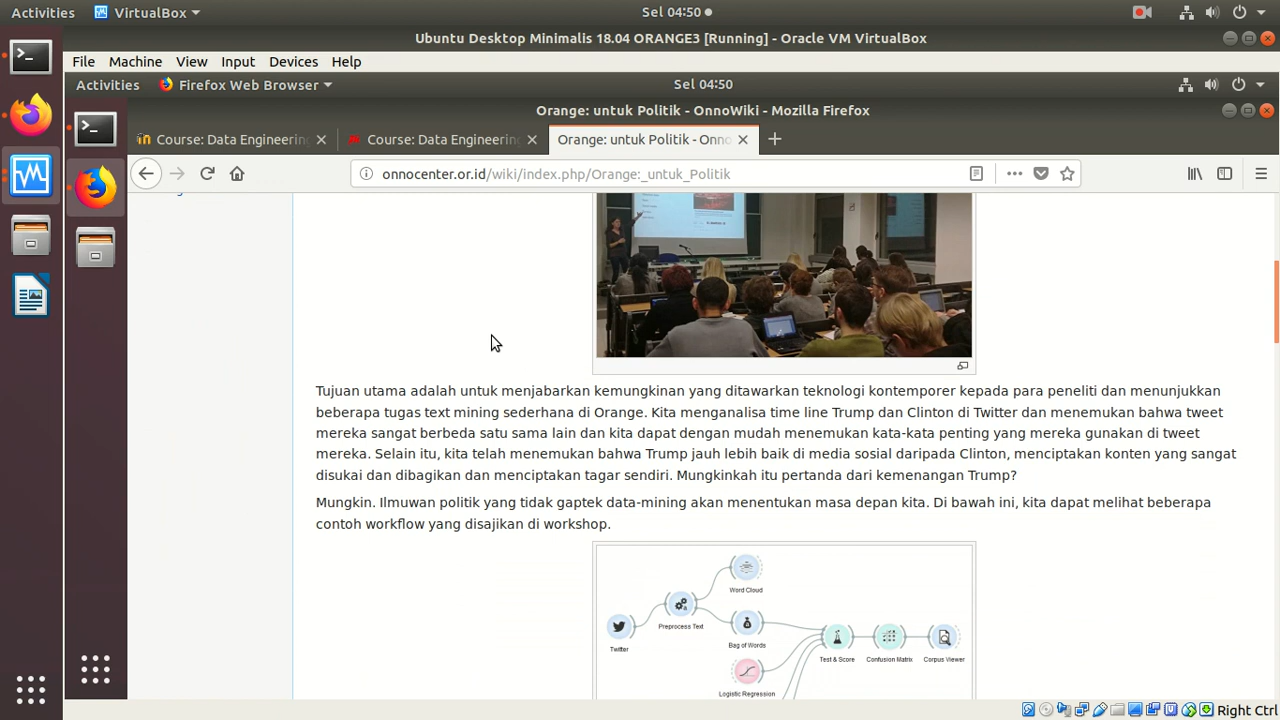 Activities VirtualBox Sel 04:50
Ubuntu Desktop Minimalis 18.04 ORANGE3 [Running] - Oracle VM VirtualBox
File Machine View Input Devices Help
Activities Firefox Web Browser Sel 04:50
Orange: untuk Politik - OnnoWiki - Mozilla Firefox
Course: Data Engineering Course: Data Engineering Orange: untuk Politik - Onno
onnocenter.or.id/wiki/index.php/Orange:_untuk_Politik
Tujuan utama adalah untuk menjabarkan kemungkinan yang ditawarkan teknologi kontemporer kepada para peneliti dan menunjukkan
beberapa tugas text mining sederhana di Orange. Kita menganalisa time line Trump dan Clinton di Twitter dan menemukan bahwa tweet
mereka sangat berbeda satu sama lain dan kita dapat dengan mudah menemukan kata-kata penting yang mereka gunakan di tweet
mereka. Selain itu, kita telah menemukan bahwa Trump jauh lebih baik di media sosial daripada Clinton, menciptakan konten yang sangat
disukai dan dibagikan dan menciptakan tagar sendiri. Mungkinkah itu pertanda dari kemenangan Trump?
Mungkin. Ilmuwan politik yang tidak gaptek data-mining akan menentukan masa depan kita. Di bawah ini, kita dapat melihat beberapa
contoh workflow yang disajikan di workshop.
Word Cloud
Preprocess Text
Twitter
Bag of Words
Test & Score Confusion Matrix Corpus Viewer
Logistic Regression
Right Ctrl